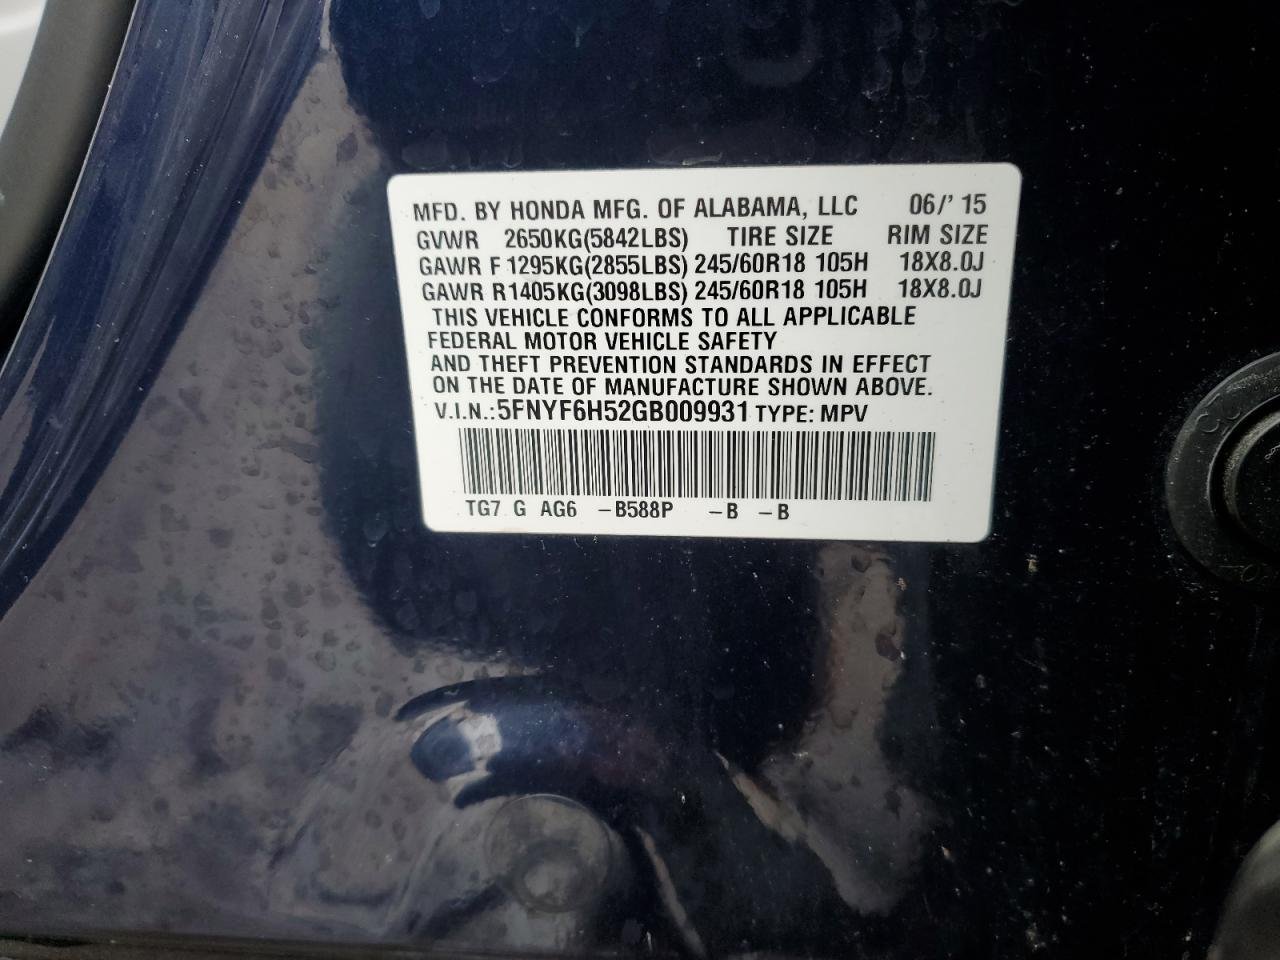 MFD. BY HONDA MFG. OF ALABAMA, LLC 06/'15
GVWR 2650KG(5842LBS) TIRE SIZE RIM SIZE
GAWR F 1295KG(2855LBS) 245/60R18 105H 18X8.0J
GAWR R1405KG(3098LBS) 245/60R18 105H 18X8.0J
THIS VEHICLE CONFORMS TO ALL APPLICABLE
FEDERAL MOTOR VEHICLE SAFETY
AND THEFT PREVENTION STANDARDS IN EFFECT
ON THE DATE OF MANUFACTURE SHOWN ABOVE.
V.I.N.:5FNYF6H52GB009931 TYPE: MPV
TG7 G AG6 -B588P -B -B